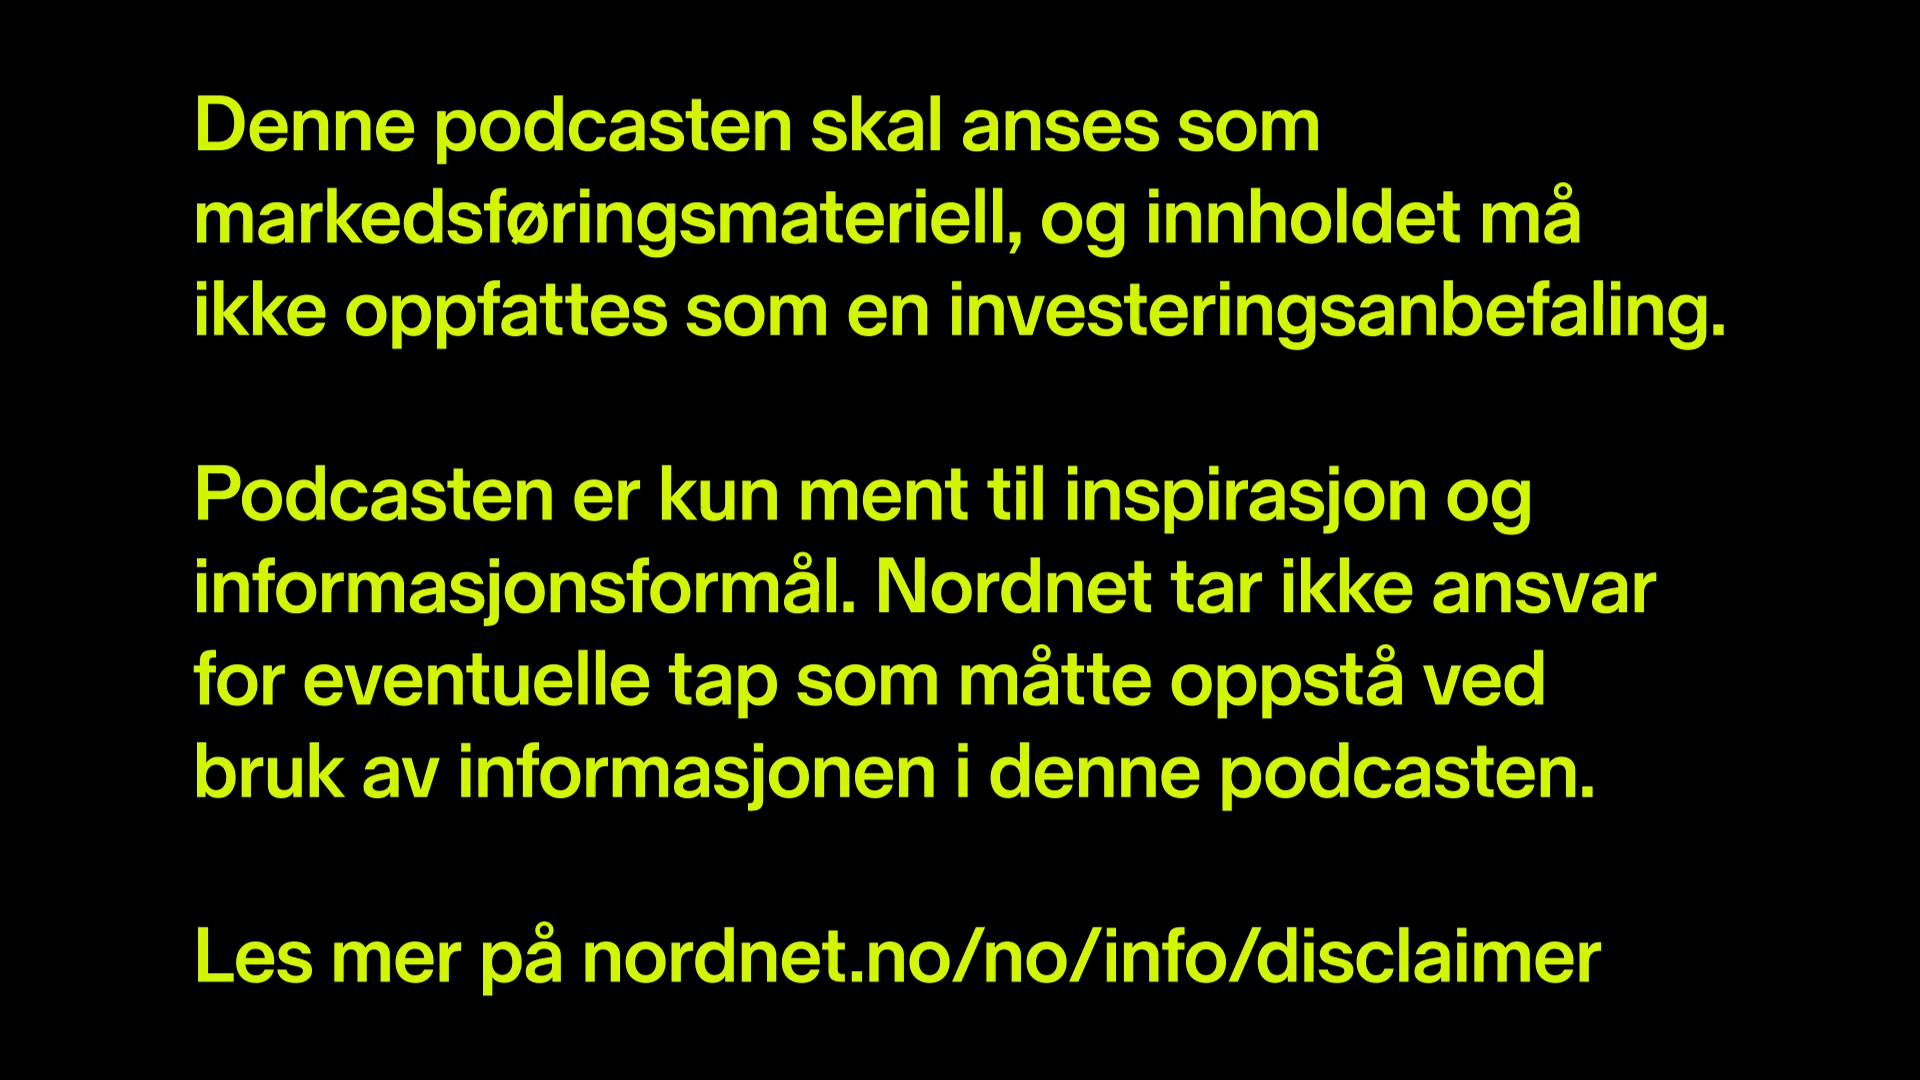 Denne podcasten skal anses som
markedsføringsmateriell, og innholdet må
ikke oppfattes som en investeringsanbefaling.
Podcasten er kun ment til inspirasjon og
informasjonsformål. Nordnet tar ikke ansvar
for eventuelle tap som måtte oppstå ved
bruk av informasjonen i denne podcasten.
Les mer på nordnet.no/no/info/disclaimer